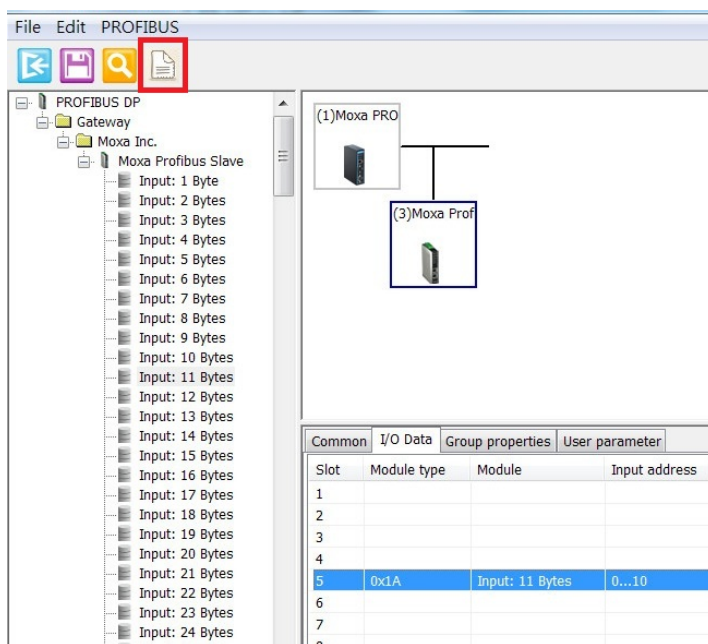 File Edit PROFIBUS
PROFIBUS DP
Gateway
Moxa Inc.
Moxa Profibus Slave
Input: 1 Byte
Input: 2 Bytes
Input: 3 Bytes
Input: 4 Bytes
Input: 5 Bytes
Input: 6 Bytes
Input: 7 Bytes
Input: 8 Bytes
Input: 9 Bytes
Input: 10 Bytes
Input: 11 Bytes
Input: 12 Bytes
Input: 13 Bytes
Input: 14 Bytes
Input: 15 Bytes
Input: 16 Bytes
Input: 17 Bytes
Input: 18 Bytes
Input: 19 Bytes
Input: 20 Bytes
Input: 21 Bytes
Input: 22 Bytes
Input: 23 Bytes
Input: 24 Bytes
(1)Moxa PRO
(3)Moxa Prof
Common I/O Data Group properties User parameter
Slot Module type Module Input address
1
2
3
4
5 0x1A Input: 11 Bytes 0...10
6
7